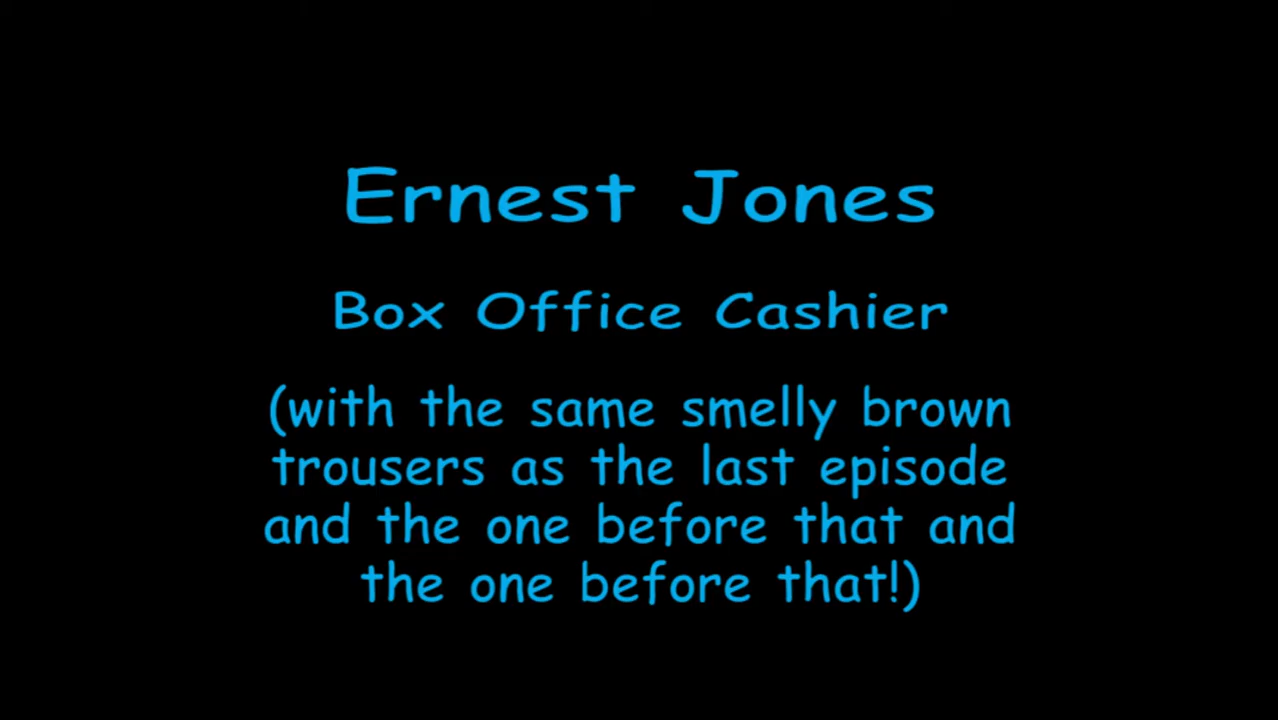 Ernest Jones
Box Office Cashier
(with the same smelly brown
trousers as the last episode
and the one before that and
the one before that!)